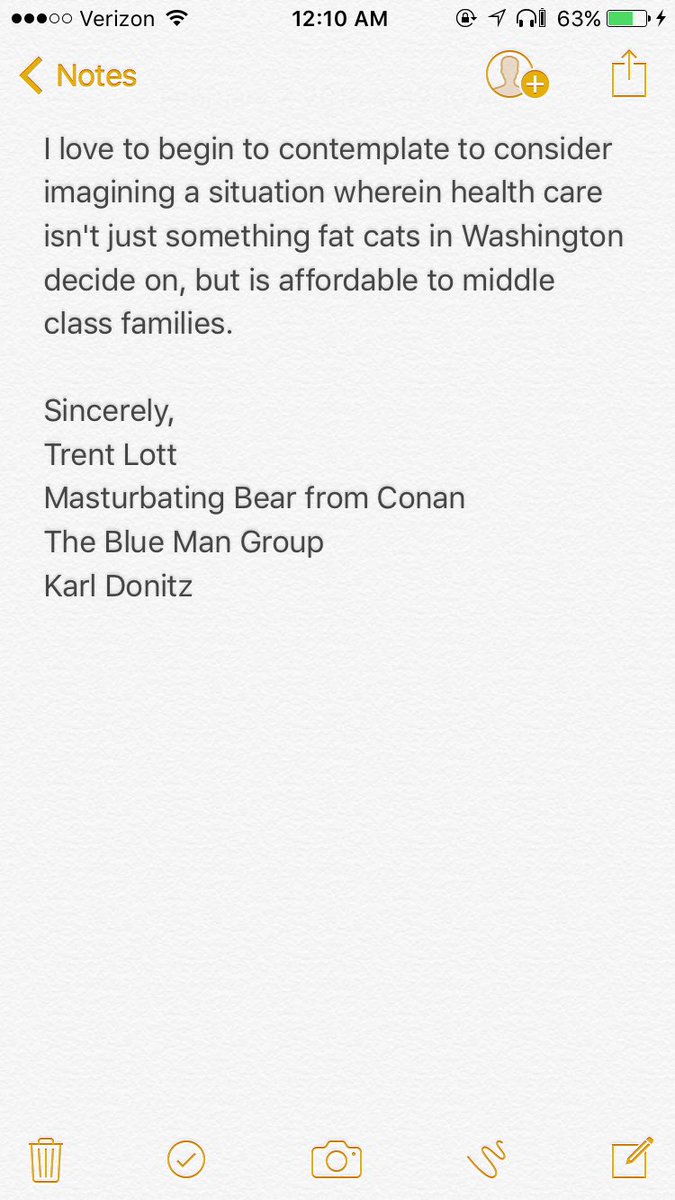 Verizon 12:10 AM 63%
Notes
I love to begin to contemplate to consider
imagining a situation wherein health care
isn't just something fat cats in Washington
decide on, but is affordable to middle
class families.
Sincerely,
Trent Lott
Masturbating Bear from Conan
The Blue Man Group
Karl Donitz